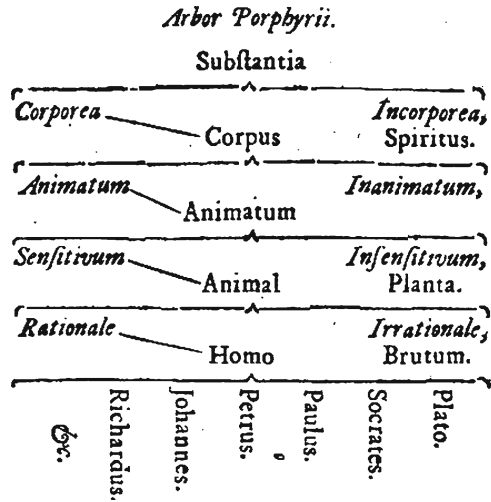 Arbor Porphyrii.
Subſtantia
Corporea Incorporea,
Corpus Spiritus.
Animatum Inanimatum,
Animatum
Senſitivum Inſenſitivum,
Animal Planta.
Rationale Irrationale,
Homo Brutum.
&c.
Richardus.
Johannes.
Petrus.
Paulus.
Socrates.
Plato.